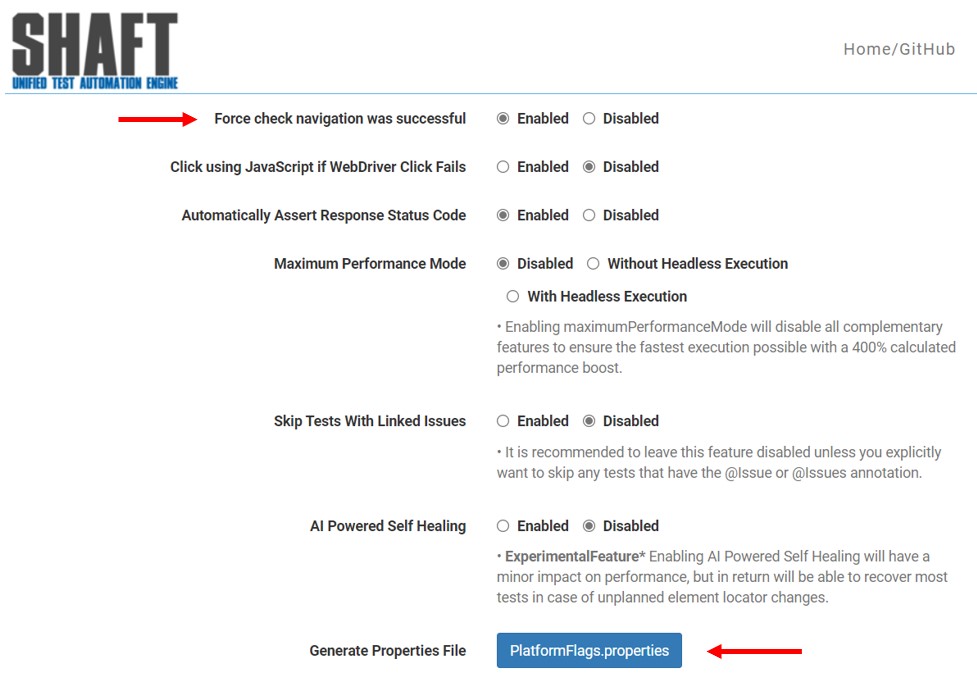 SHAFT
UNIFIED TEST AUTOMATION ENGINE
Home/GitHub
Force check navigation was successful Enabled Disabled
Click using JavaScript if WebDriver Click Fails Enabled Disabled
Automatically Assert Response Status Code Enabled Disabled
Maximum Performance Mode Disabled Without Headless Execution
With Headless Execution
• Enabling maximumPerformanceMode will disable all complementary
features to ensure the fastest execution possible with a 400% calculated
performance boost.
Skip Tests With Linked Issues Enabled Disabled
• It is recommended to leave this feature disabled unless you explicitly
want to skip any tests that have the @Issue or @Issues annotation.
AI Powered Self Healing Enabled Disabled
• ExperimentalFeature* Enabling AI Powered Self Healing will have a
minor impact on performance, but in return will be able to recover most
tests in case of unplanned element locator changes.
Generate Properties File PlatformFlags.properties